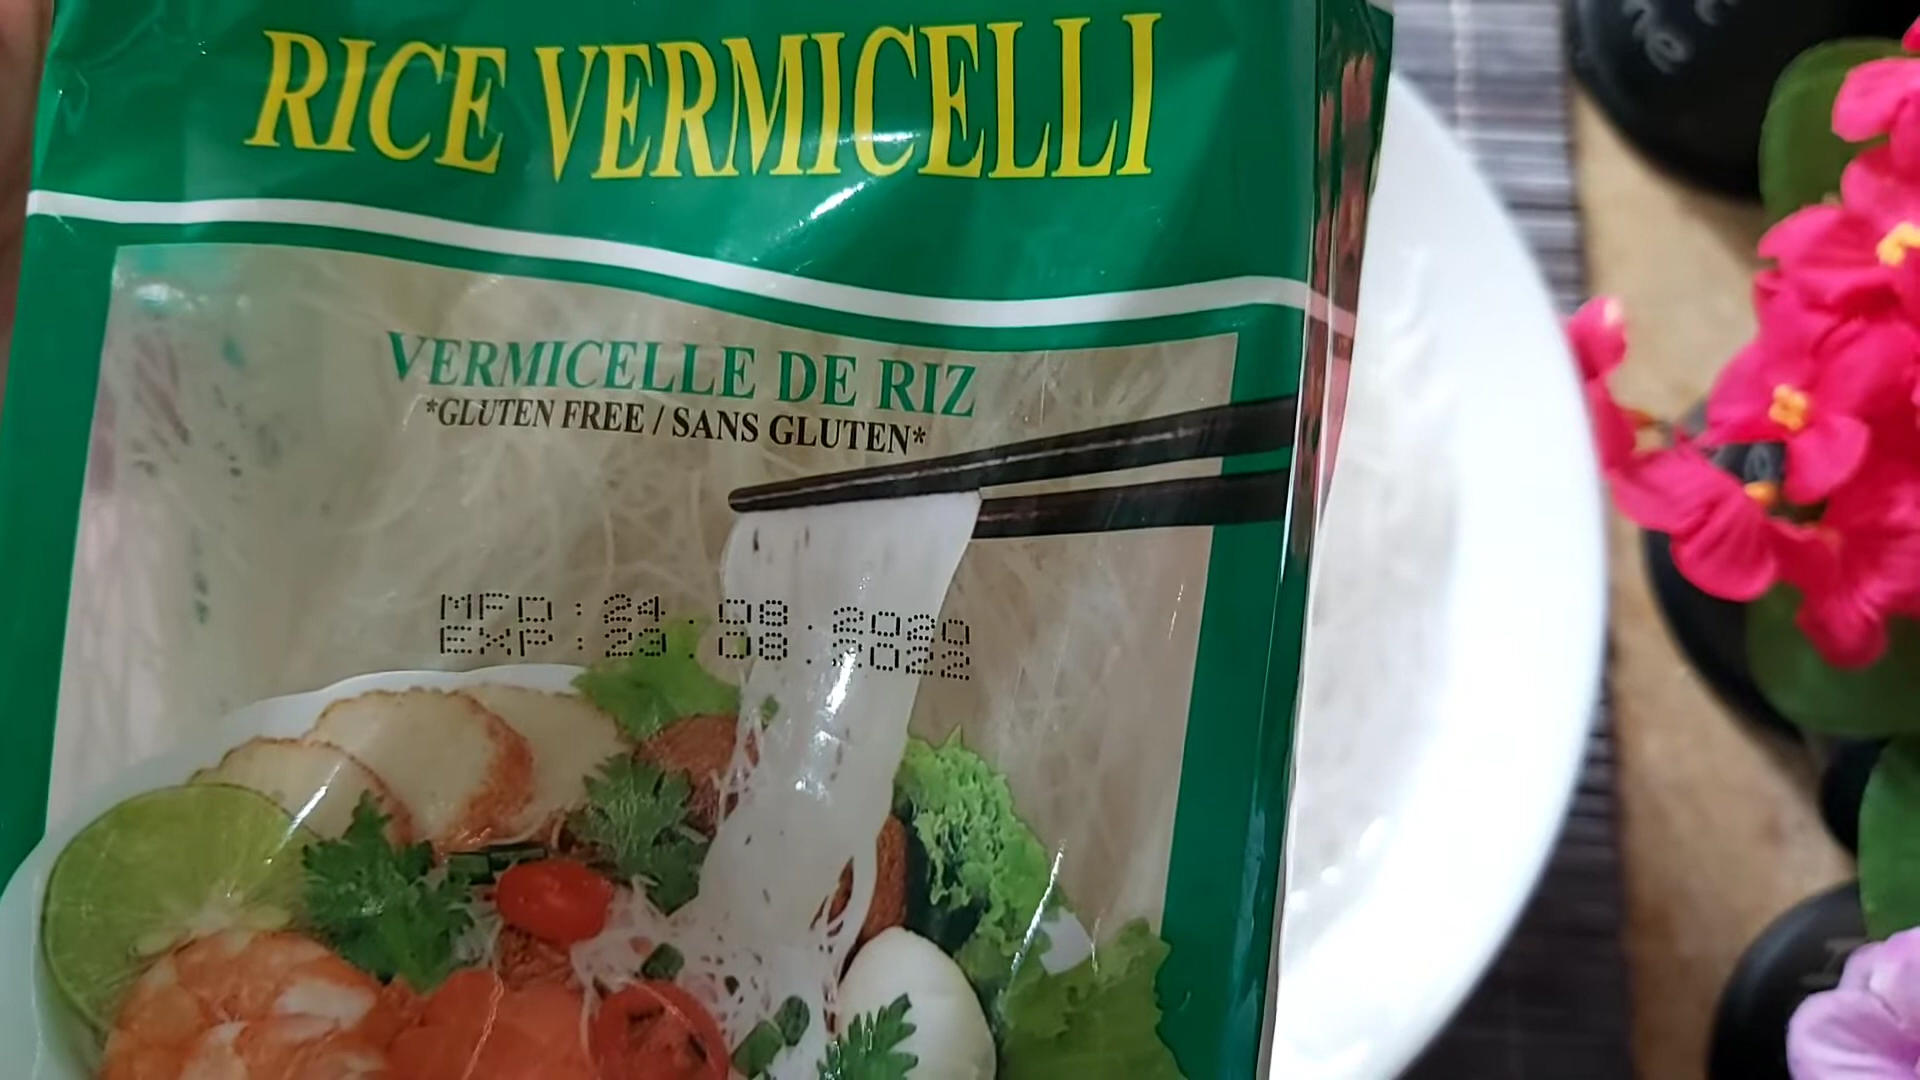 RICE VERMICELLI
VERMICELLE DE RIZ
*GLUTEN FREE / SANS GLUTEN*
MFD : 24 . 08 . 2020
EXP : 23 . 08 . 2022